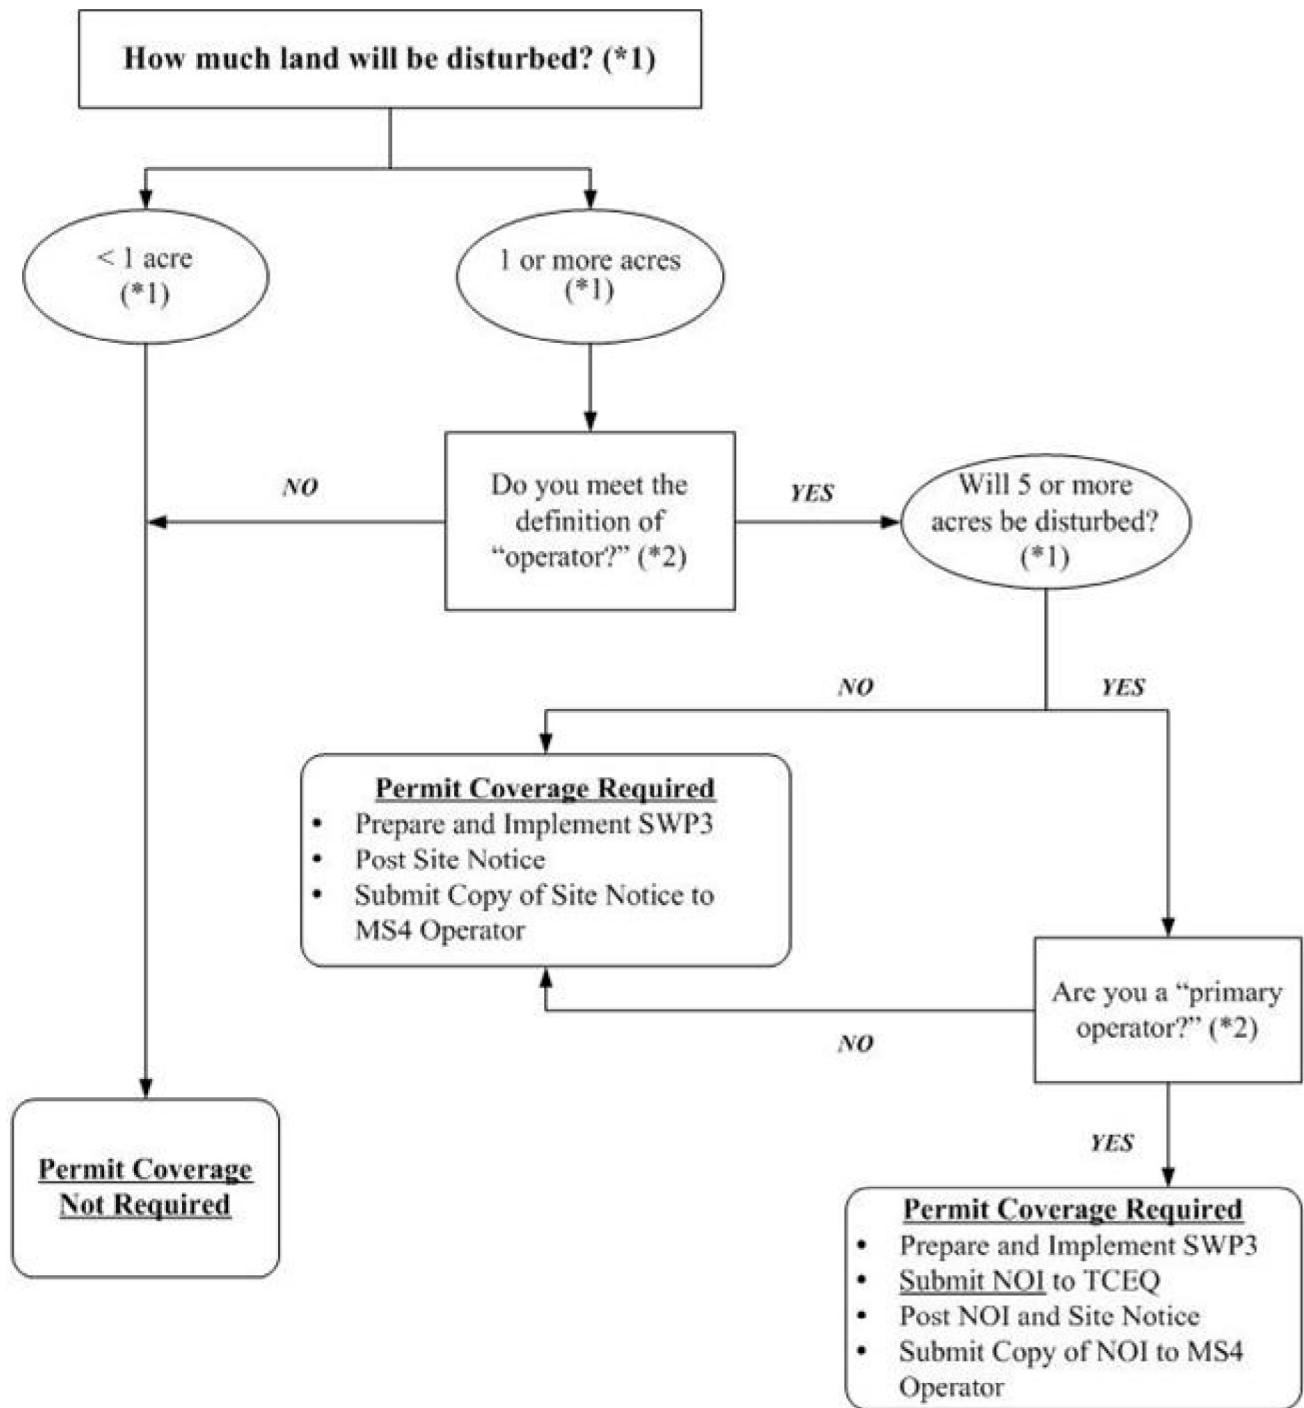 How much land will be disturbed? (*1)
< 1 acre
(*1)
1 or more acres
(*1)
NO
Do you meet the
definition of
“operator?” (*2)
YES
Will 5 or more
acres be disturbed?
(*1)
NO
YES
Permit Coverage Required
• Prepare and Implement SWP3
• Post Site Notice
• Submit Copy of Site Notice to
MS4 Operator
Are you a “primary
operator?” (*2)
NO
YES
Permit Coverage
Not Required
Permit Coverage Required
• Prepare and Implement SWP3
• Submit NOI to TCEQ
• Post NOI and Site Notice
• Submit Copy of NOI to MS4
Operator